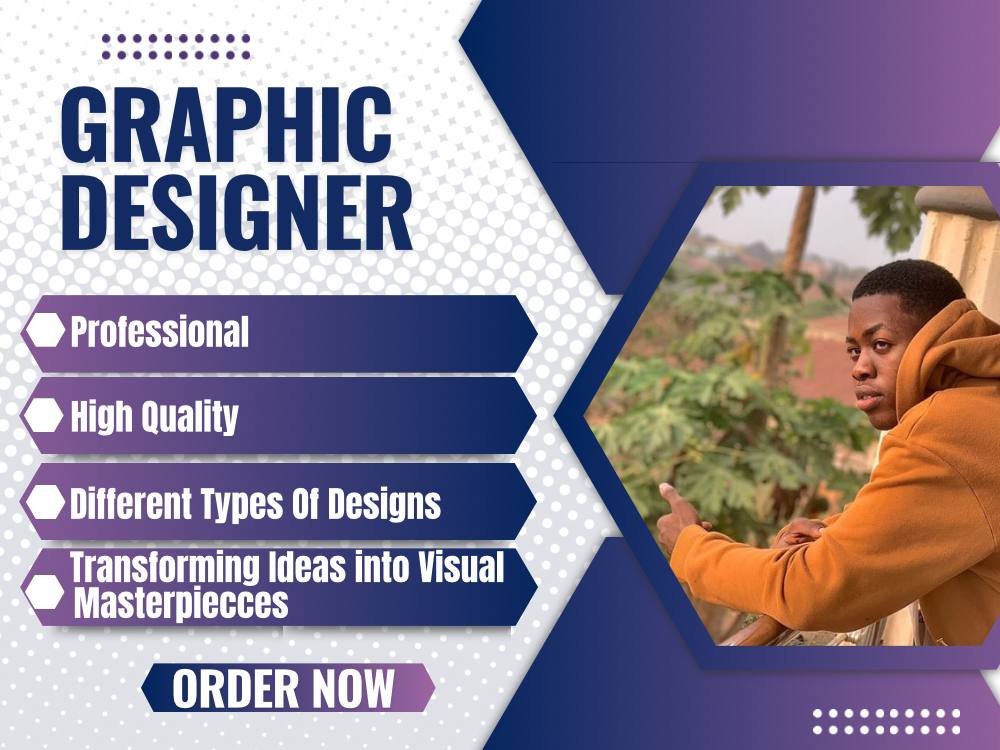 GRAPHIC
DESIGNER
Professional
High Quality
Different Types Of Designs
Transforming Ideas into Visual
Masterpiecces
ORDER NOW